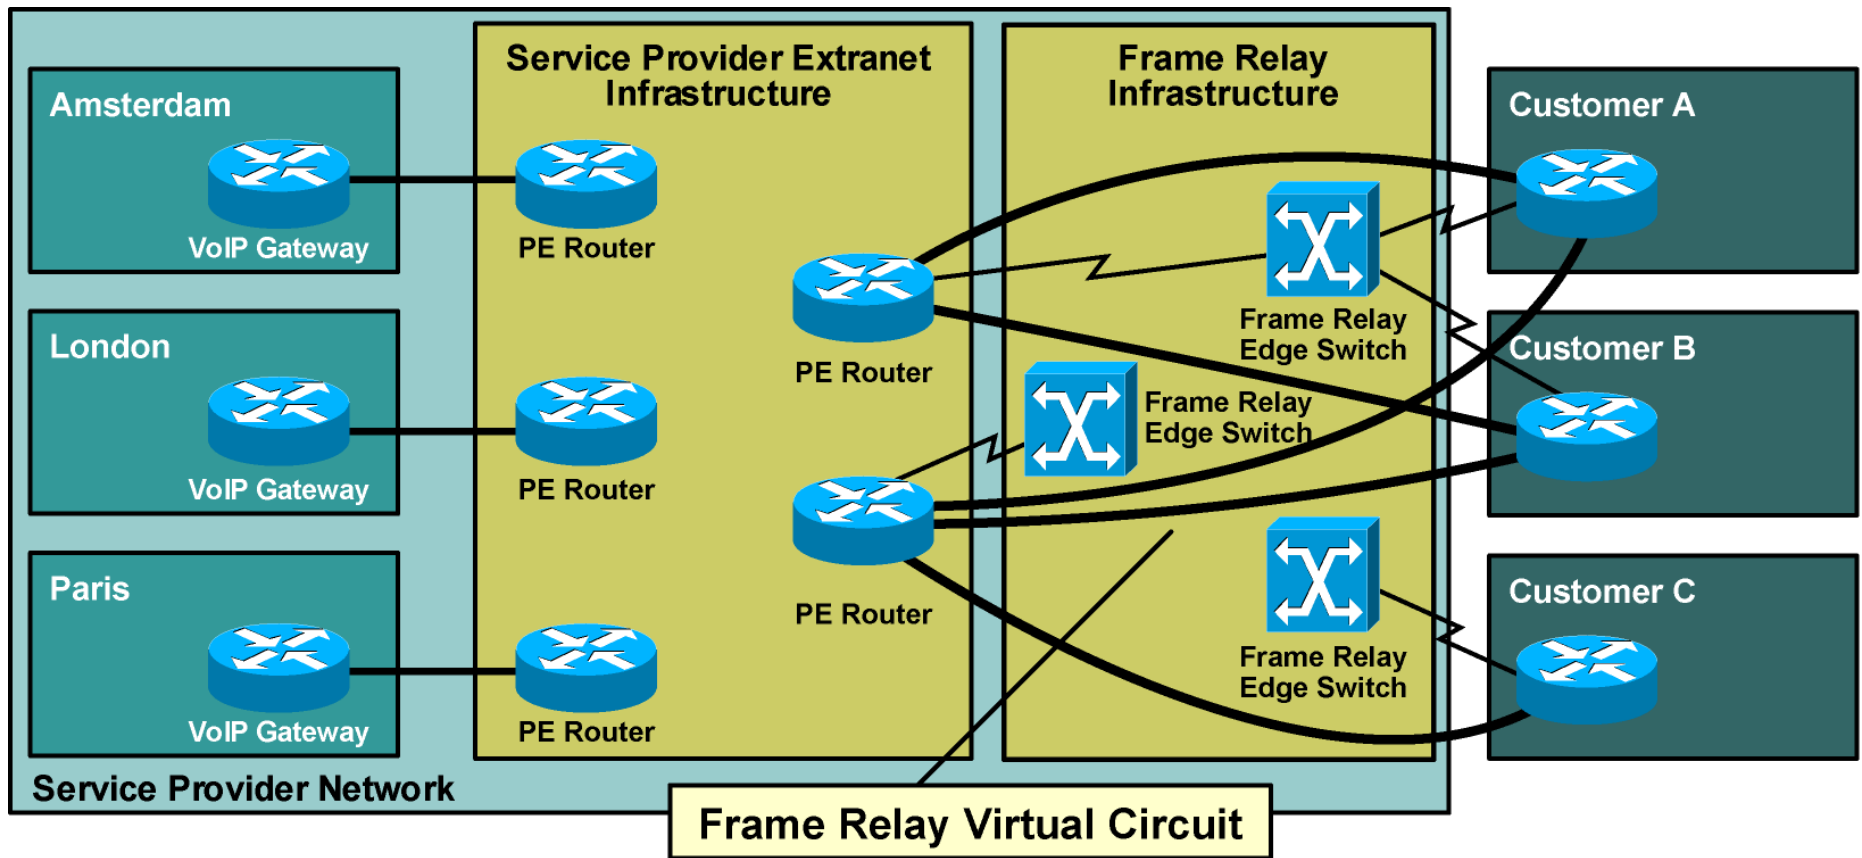 Service Provider Extranet
Infrastructure
Frame Relay
Infrastructure
Amsterdam
VoIP Gateway
PE Router
London
VoIP Gateway
PE Router
Paris
VoIP Gateway
PE Router
PE Router
PE Router
Frame Relay
Edge Switch
Frame Relay
Edge Switch
Frame Relay
Edge Switch
Customer A
Customer B
Customer C
Service Provider Network
Frame Relay Virtual Circuit